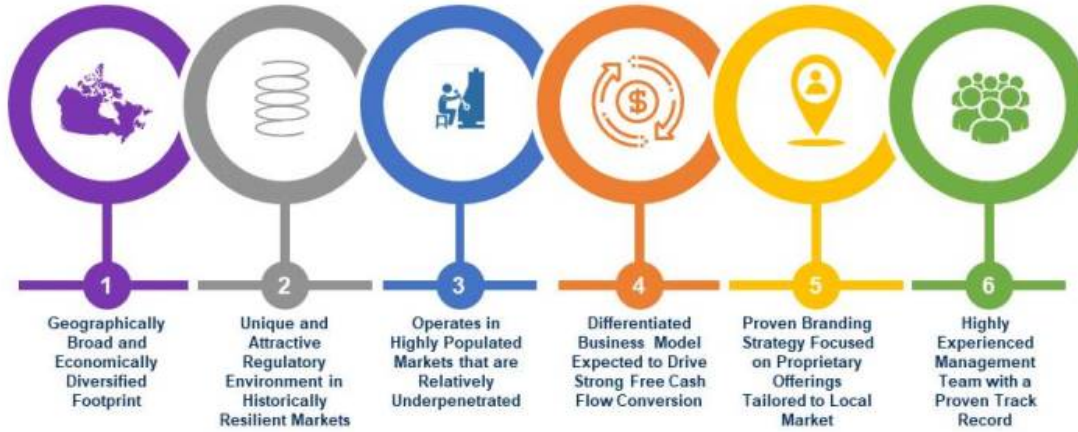 1
Geographically
Broad and
Economically
Diversified
Footprint
2
Unique and
Attractive
Regulatory
Environment in
Historically
Resilient Markets
3
Operates in
Highly Populated
Markets that are
Relatively
Underpenetrated
$
4
Differentiated
Business Model
Expected to Drive
Strong Free Cash
Flow Conversion
5
Proven Branding
Strategy Focused
on Proprietary
Offerings
Tailored to Local
Market
6
Highly
Experienced
Management
Team with a
Proven Track
Record